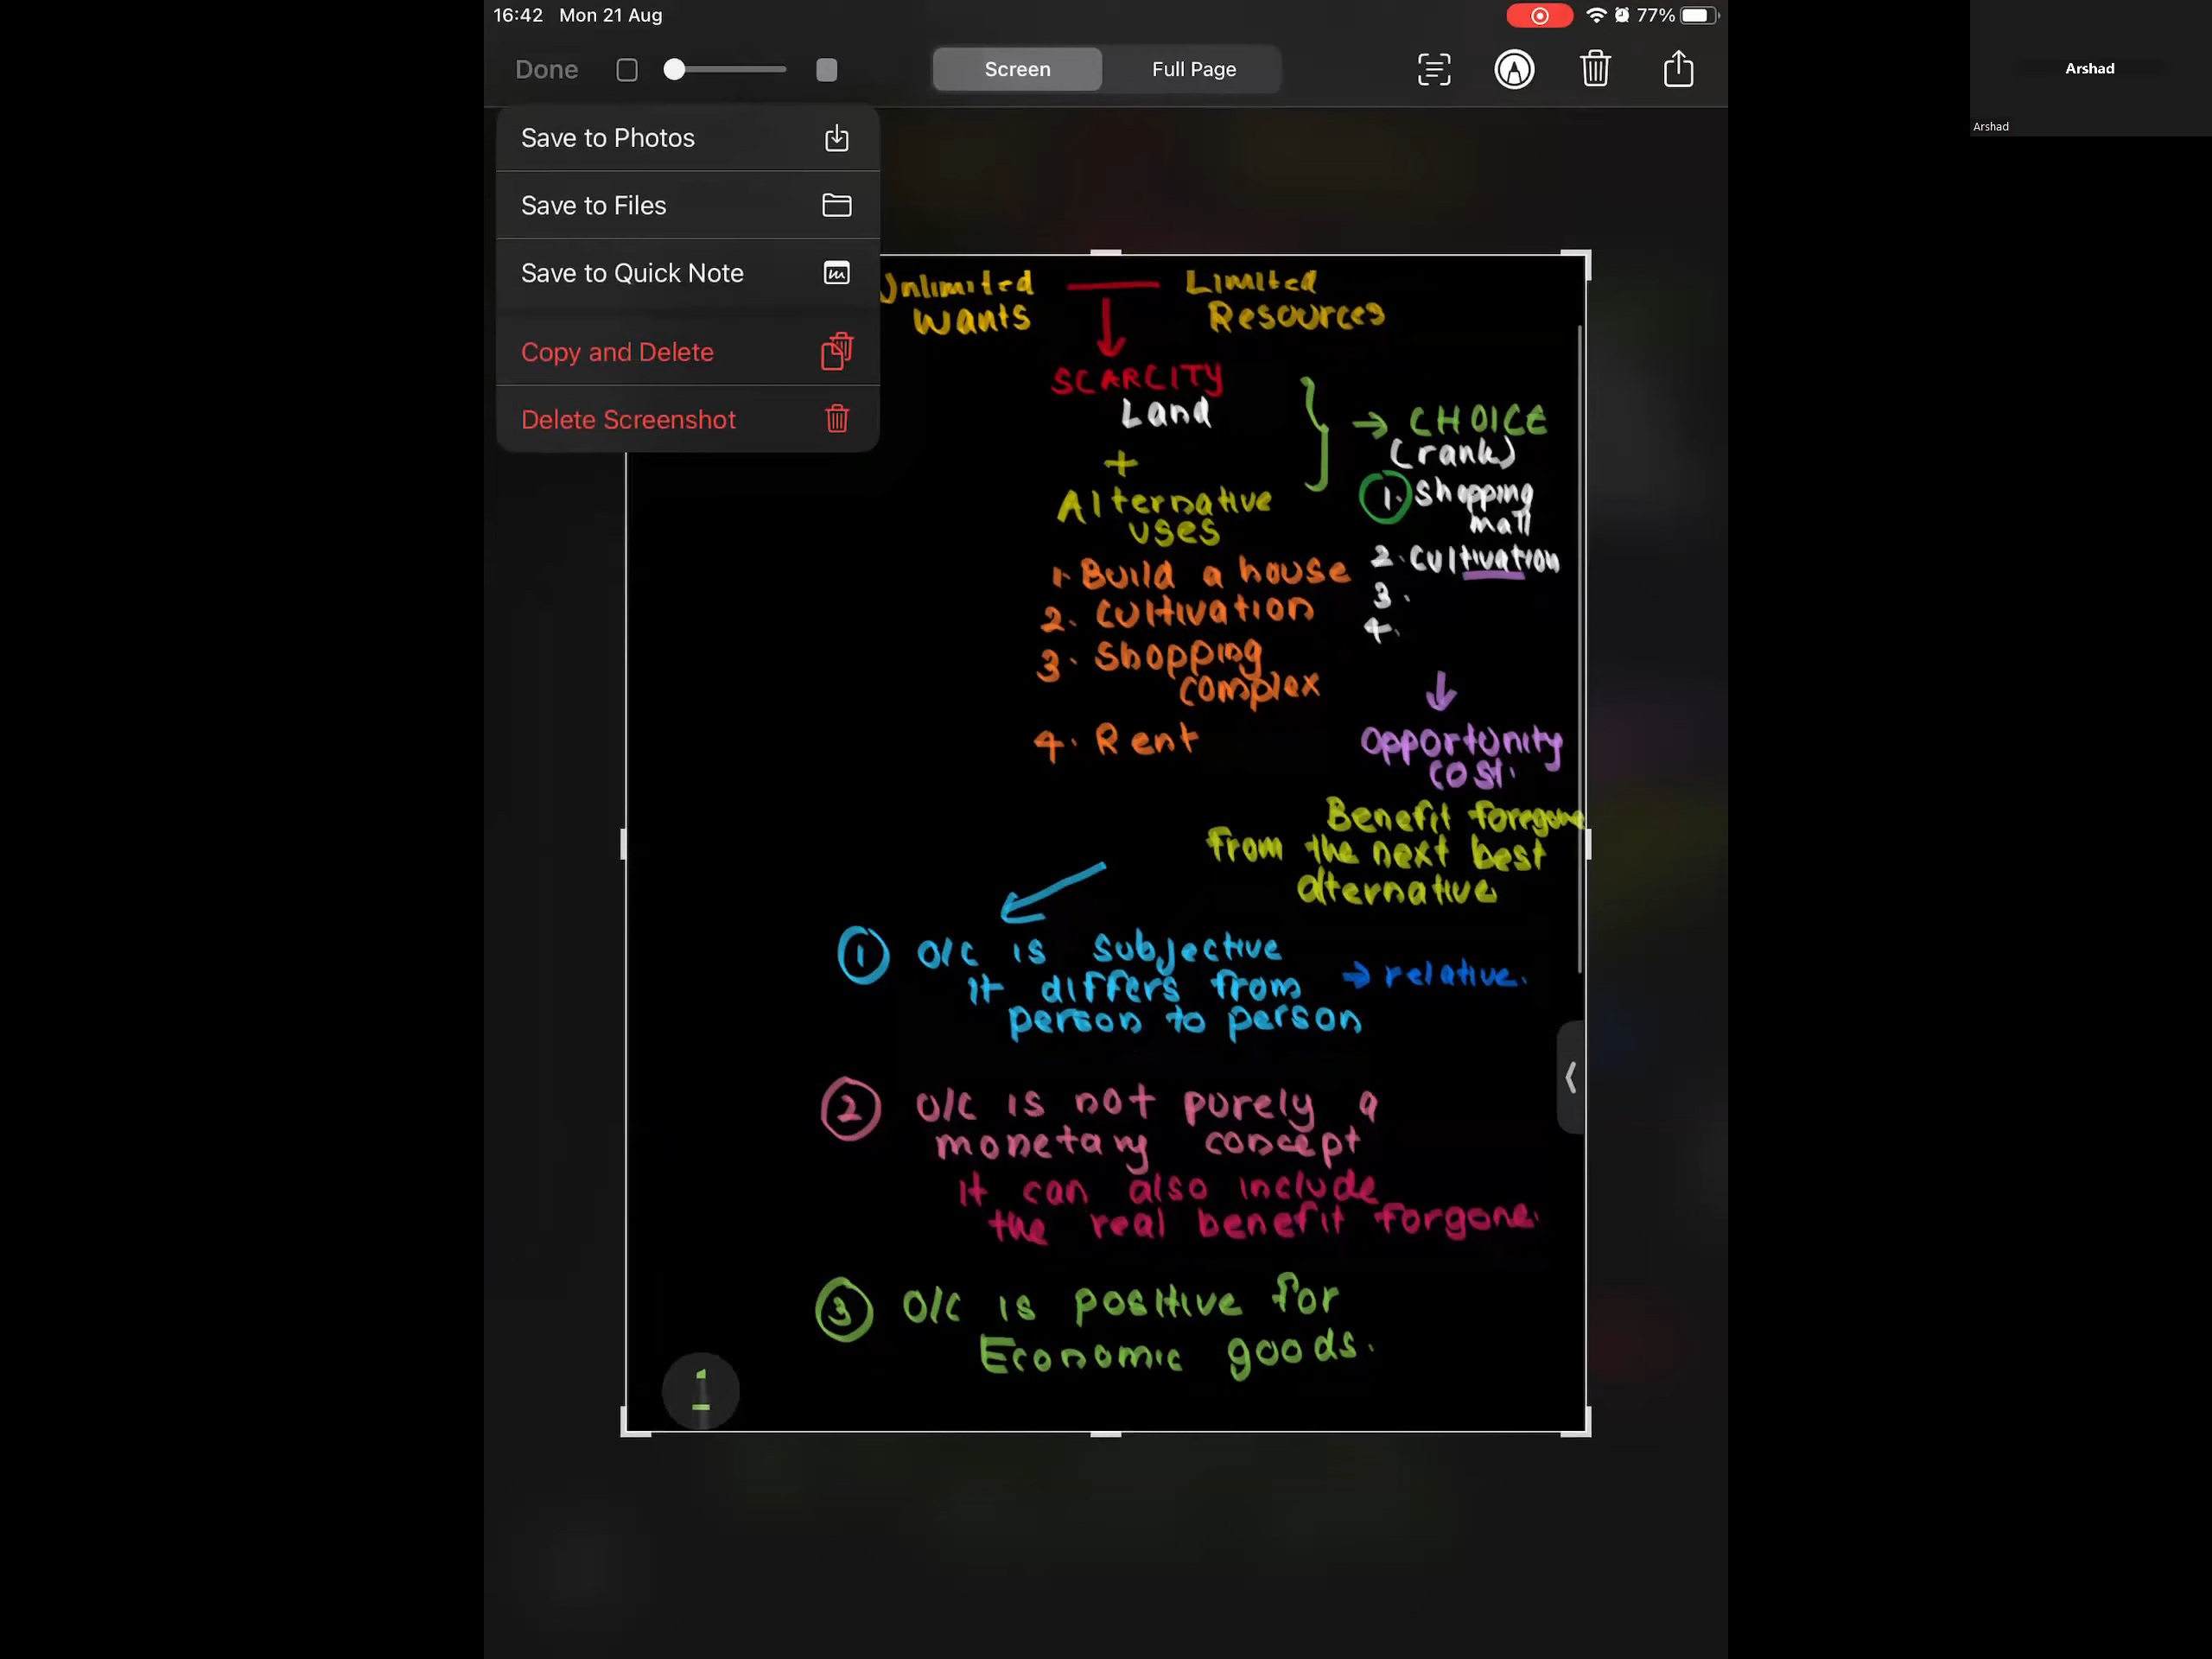 16:42 Mon 21 Aug
77%
Done
Screen
Full Page
Arshad
Arshad
Save to Photos
Save to Files
Save to Quick Note
Copy and Delete
Delete Screenshot
Unlimited
Wants
Limited
Resources
SCARCITY
Land
+
Alternative
uses
1. Build a house
2. Cultivation
3. Shopping
complex
4. Rent
→ CHOICE
(rank)
1. Shopping
mall
2. Cultivation
3.
4.
Opportunity
cost.
Benefit foregone
from the next best
alternative
1 O/C is subjective
it differs from
person to person
→ relative.
2 O/C is not purely a
monetary concept
it can also include
the real benefit forgone.
3 O/C is positive for
Economic goods.